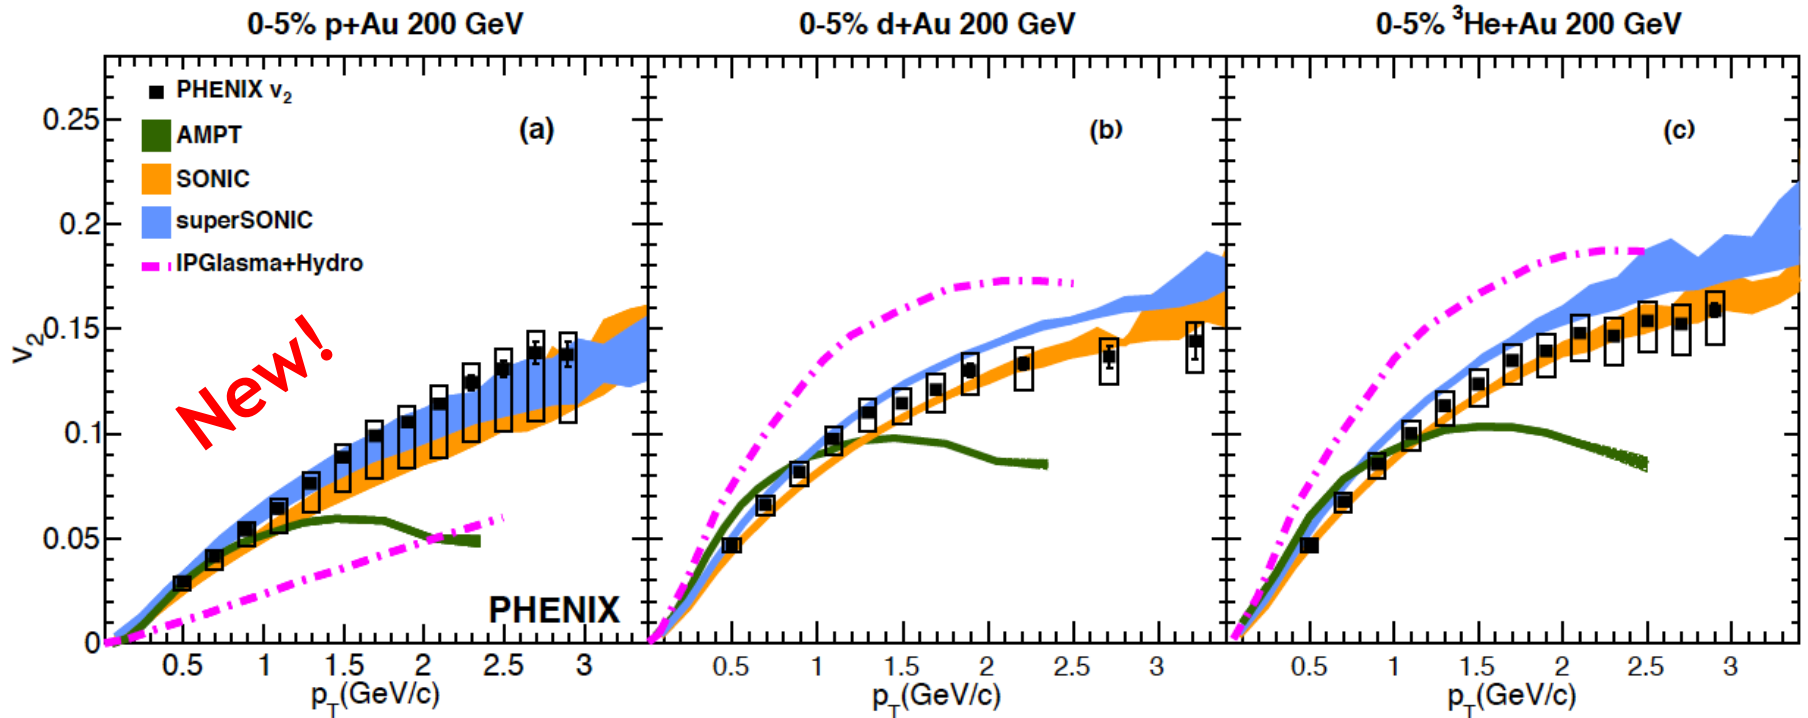 0-5% p+Au 200 GeV
0-5% d+Au 200 GeV
0-5% ³He+Au 200 GeV
PHENIX v₂
AMPT
SONIC
superSONIC
IPGlasma+Hydro
(a)
(b)
(c)
New!
PHENIX
v₂
0.25
0.2
0.15
0.1
0.05
0
0.5 1 1.5 2 2.5 3
0.5 1 1.5 2 2.5 3
0.5 1 1.5 2 2.5 3
p_T(GeV/c)
p_T(GeV/c)
p_T(GeV/c)